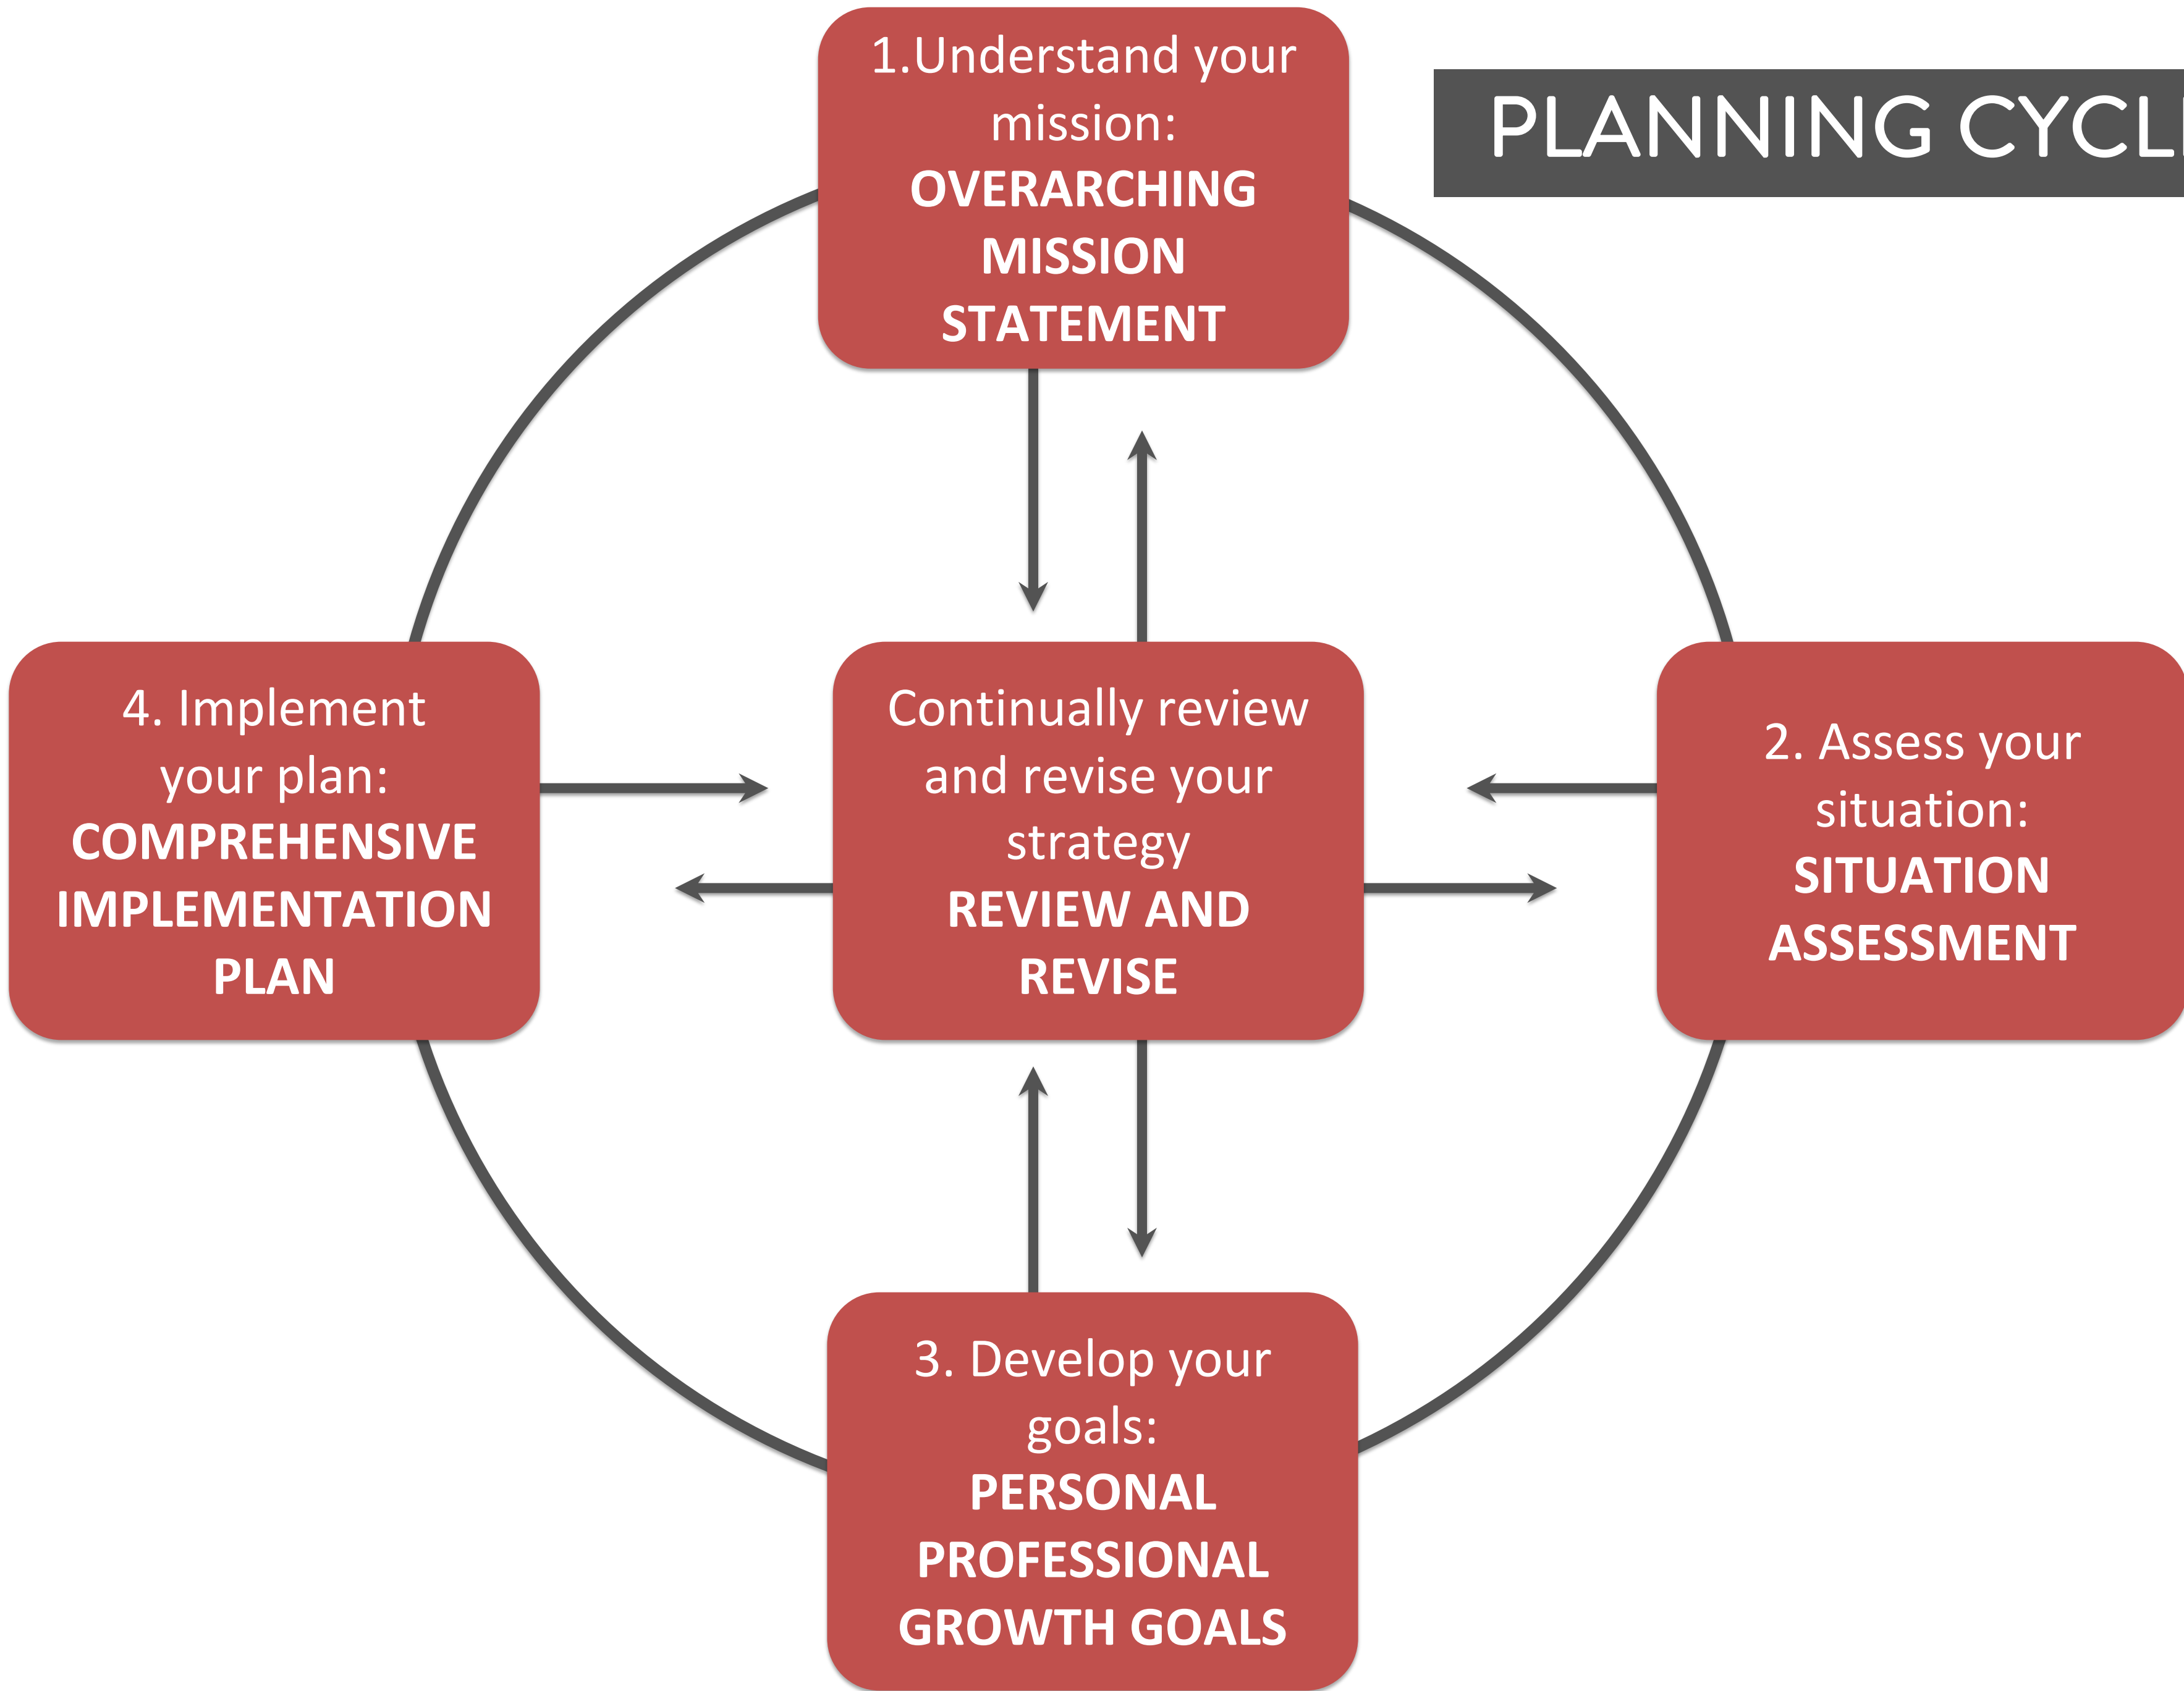 1.Understand your
mission:
OVERARCHING
MISSION
STATEMENT
PLANNING CYCL
4. Implement
your plan:
COMPREHENSIVE
IMPLEMENTATION
PLAN
Continually review
and revise your
strategy
REVIEW AND
REVISE
2. Assess your
situation:
SITUATION
ASSESSMENT
3. Develop your
goals:
PERSONAL
PROFESSIONAL
GROWTH GOALS